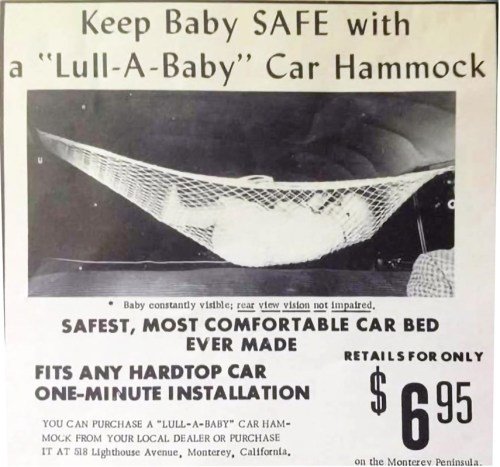 Keep Baby SAFE with
a "Lull-A-Baby" Car Hammock
* Baby constantly visible; rear view vision not impaired.
SAFEST, MOST COMFORTABLE CAR BED
EVER MADE
FITS ANY HARDTOP CAR
ONE-MINUTE INSTALLATION
YOU CAN PURCHASE A "LULL-A-BABY" CAR HAM-
MOCK FROM YOUR LOCAL DEALER OR PURCHASE
IT AT 518 Lighthouse Avenue, Monterey, California.
RETAILS FOR ONLY
$6.95
on the Monterey Peninsula.